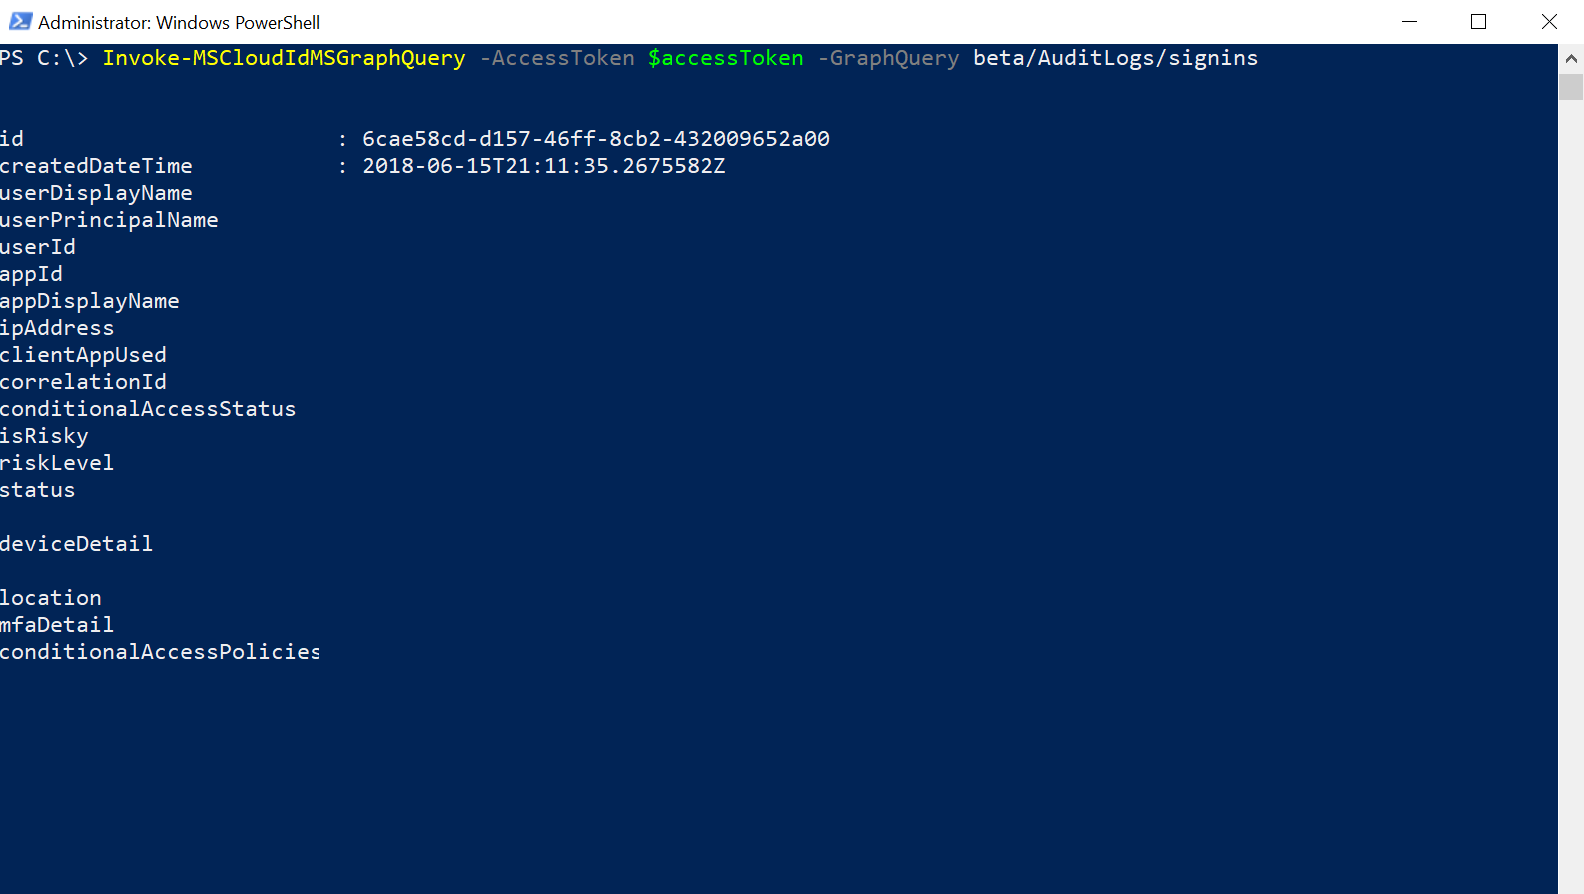 Administrator: Windows PowerShell
PS C:\> Invoke-MSCloudIdMSGraphQuery -AccessToken $accessToken -GraphQuery beta/AuditLogs/signins
id : 6cae58cd-d157-46ff-8cb2-432009652a00
createdDateTime : 2018-06-15T21:11:35.2675582Z
userDisplayName
userPrincipalName
userId
appId
appDisplayName
ipAddress
clientAppUsed
correlationId
conditionalAccessStatus
isRisky
riskLevel
status
deviceDetail
location
mfaDetail
conditionalAccessPolicies